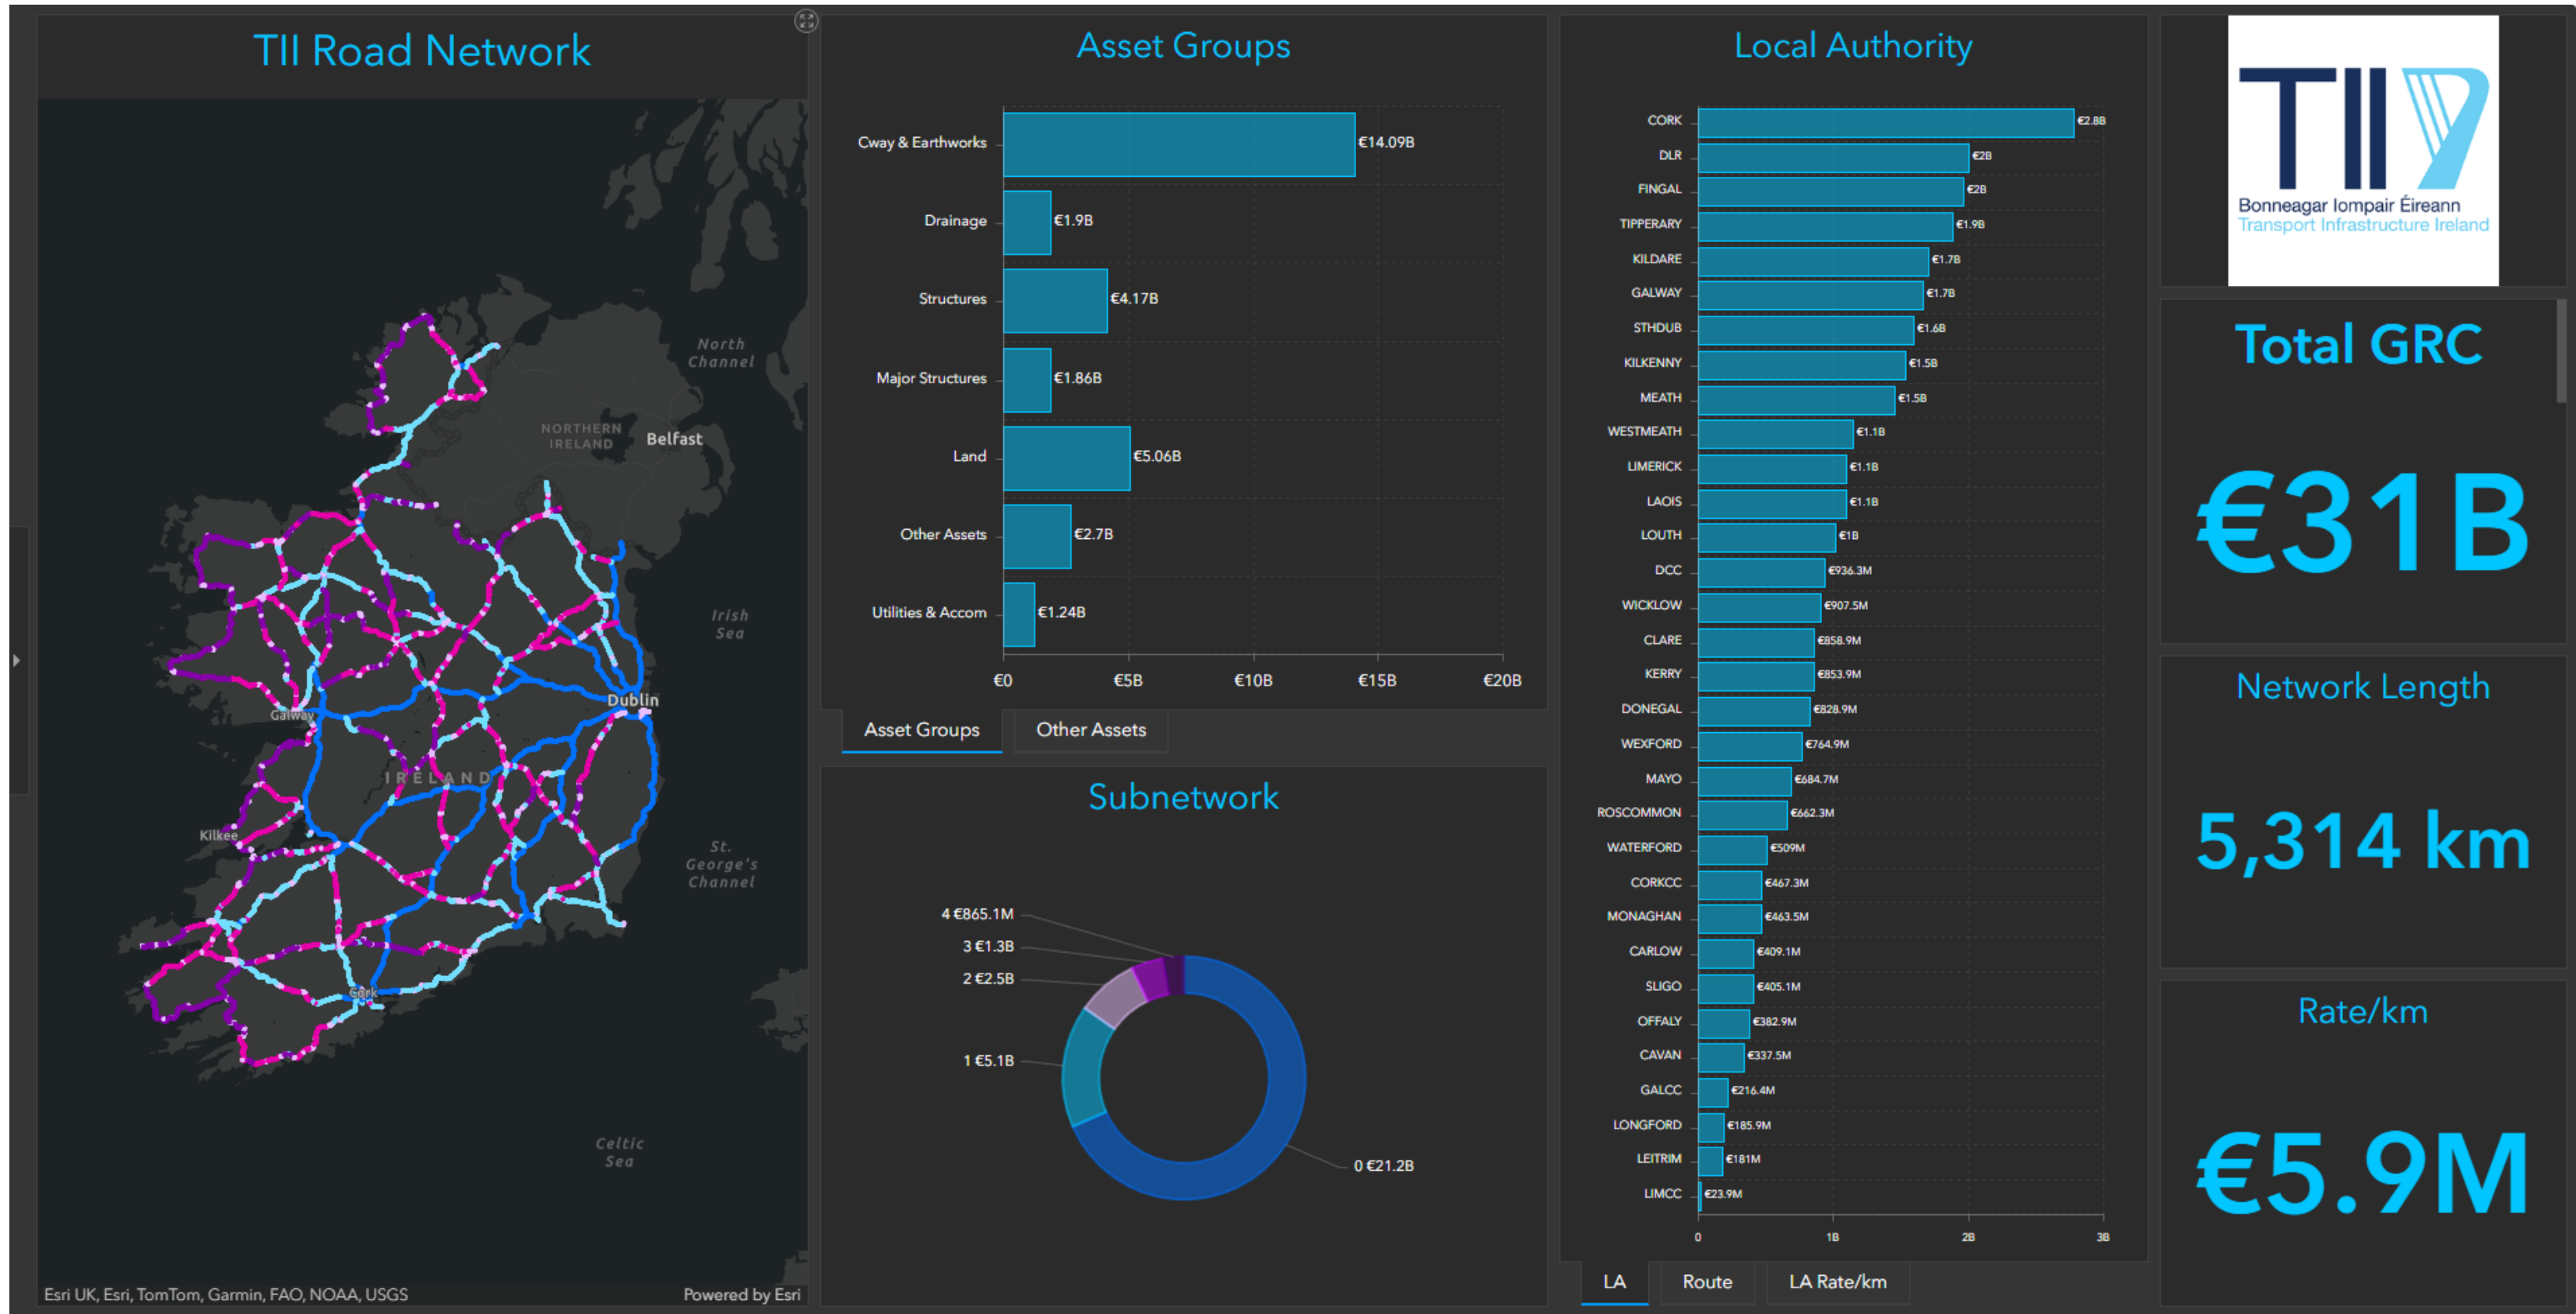 TII Road Network
North
Channel
NORTHERN
IRELAND
Belfast
Irish
Sea
Dublin
Galway
IRELAND
Kilkee
St.
George's
Channel
Cork
Celtic
Sea
Esri UK, Esri, TomTom, Garmin, FAO, NOAA, USGS
Powered by Esri
Asset Groups
Cway & Earthworks €14.09B
Drainage €1.9B
Structures €4.17B
Major Structures €1.86B
Land €5.06B
Other Assets €2.7B
Utilities & Accom €1.24B
€0 €5B €10B €15B €20B
Asset Groups Other Assets
Subnetwork
4 €865.1M
3 €1.3B
2 €2.5B
1 €5.1B
0 €21.2B
Local Authority
CORK €2.8B
DLR €2B
FINGAL €2B
TIPPERARY €1.9B
KILDARE €1.7B
GALWAY €1.7B
STHDUB €1.6B
KILKENNY €1.5B
MEATH €1.5B
WESTMEATH €1.1B
LIMERICK €1.1B
LAOIS €1.1B
LOUTH €1B
DCC €936.3M
WICKLOW €907.5M
CLARE €858.9M
KERRY €853.9M
DONEGAL €828.9M
WEXFORD €764.9M
MAYO €684.7M
ROSCOMMON €662.3M
WATERFORD €509M
CORKCC €467.3M
MONAGHAN €463.5M
CARLOW €409.1M
SLIGO €405.1M
OFFALY €382.9M
CAVAN €337.5M
GALCC €216.4M
LONGFORD €185.9M
LEITRIM €181M
LIMCC €23.9M
0 1B 2B 3B
LA Route LA Rate/km
TII
Bonneagar Iompair Éireann
Transport Infrastructure Ireland
Total GRC
€31B
Network Length
5,314 km
Rate/km
€5.9M